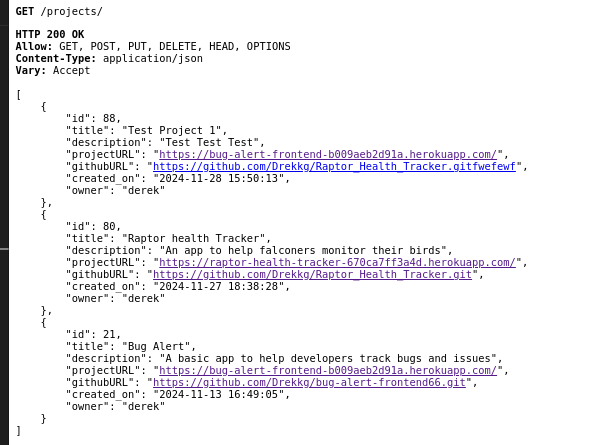 GET /projects/
HTTP 200 OK
Allow: GET, POST, PUT, DELETE, HEAD, OPTIONS
Content-Type: application/json
Vary: Accept
[
    {
        "id": 88,
        "title": "Test Project 1",
        "description": "Test Test Test",
        "projectURL": "https://bug-alert-frontend-b009aeb2d91a.herokuapp.com/",
        "githubURL": "https://github.com/Drekkg/Raptor_Health_Tracker.gitfwefewf",
        "created_on": "2024-11-28 15:50:13",
        "owner": "derek"
    },
    {
        "id": 80,
        "title": "Raptor health Tracker",
        "description": "An app to help falconers monitor their birds",
        "projectURL": "https://raptor-health-tracker-670ca7ff3a4d.herokuapp.com/",
        "githubURL": "https://github.com/Drekkg/Raptor_Health_Tracker.git",
        "created_on": "2024-11-27 18:38:28",
        "owner": "derek"
    },
    {
        "id": 21,
        "title": "Bug Alert",
        "description": "A basic app to help developers track bugs and issues",
        "projectURL": "https://bug-alert-frontend-b009aeb2d91a.herokuapp.com/",
        "githubURL": "https://github.com/Drekkg/bug-alert-frontend66.git",
        "created_on": "2024-11-13 16:49:05",
        "owner": "derek"
    }
]